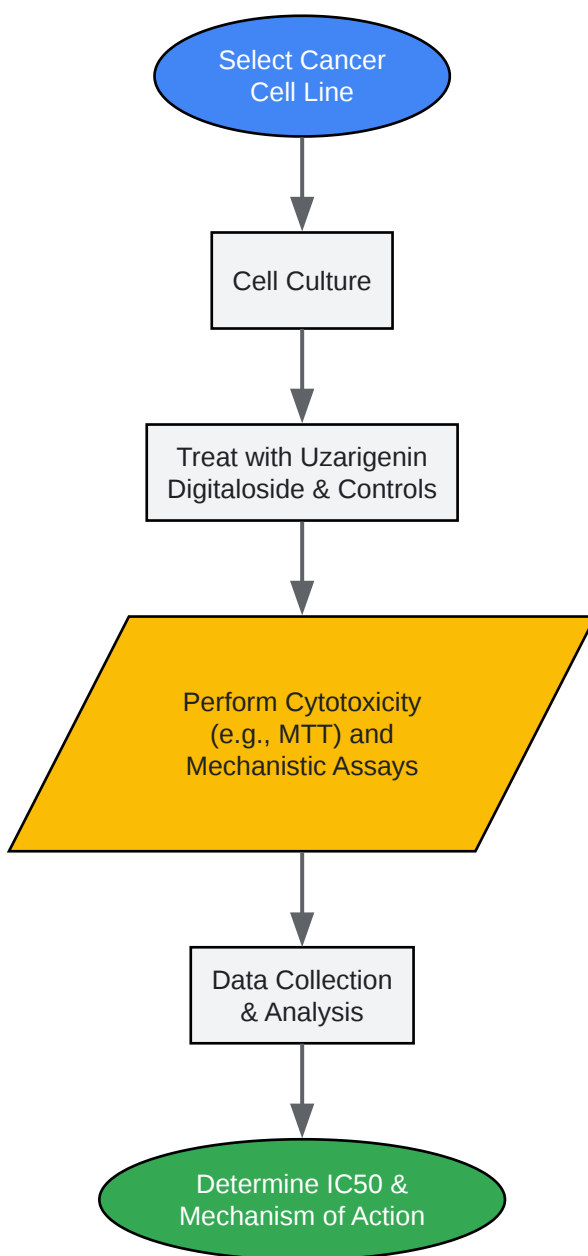 Select Cancer
Cell Line
Cell Culture
Treat with Uzarigenin
Digitaloside & Controls
Perform Cytotoxicity
(e.g., MTT) and
Mechanistic Assays
Data Collection
& Analysis
Determine IC50 &
Mechanism of Action